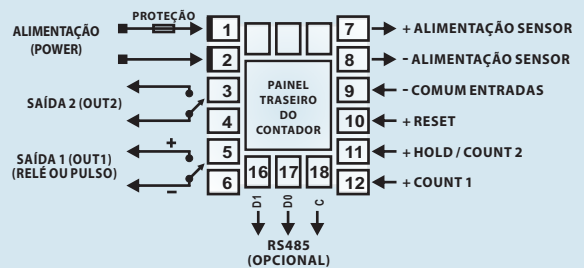 ALIMENTAÇÃO
(POWER)
PROTEÇÃO
SAÍDA 2 (OUT2)
SAÍDA 1 (OUT1)
(RELÉ OU PULSO)
+
–
1
2
3
4
5
6
PAINEL
TRASEIRO
DO
CONTADOR
16 17 18
D1 D0 C
RS485
(OPCIONAL)
7 + ALIMENTAÇÃO SENSOR
8 - ALIMENTAÇÃO SENSOR
9 - COMUM ENTRADAS
10 + RESET
11 + HOLD / COUNT 2
12 + COUNT 1